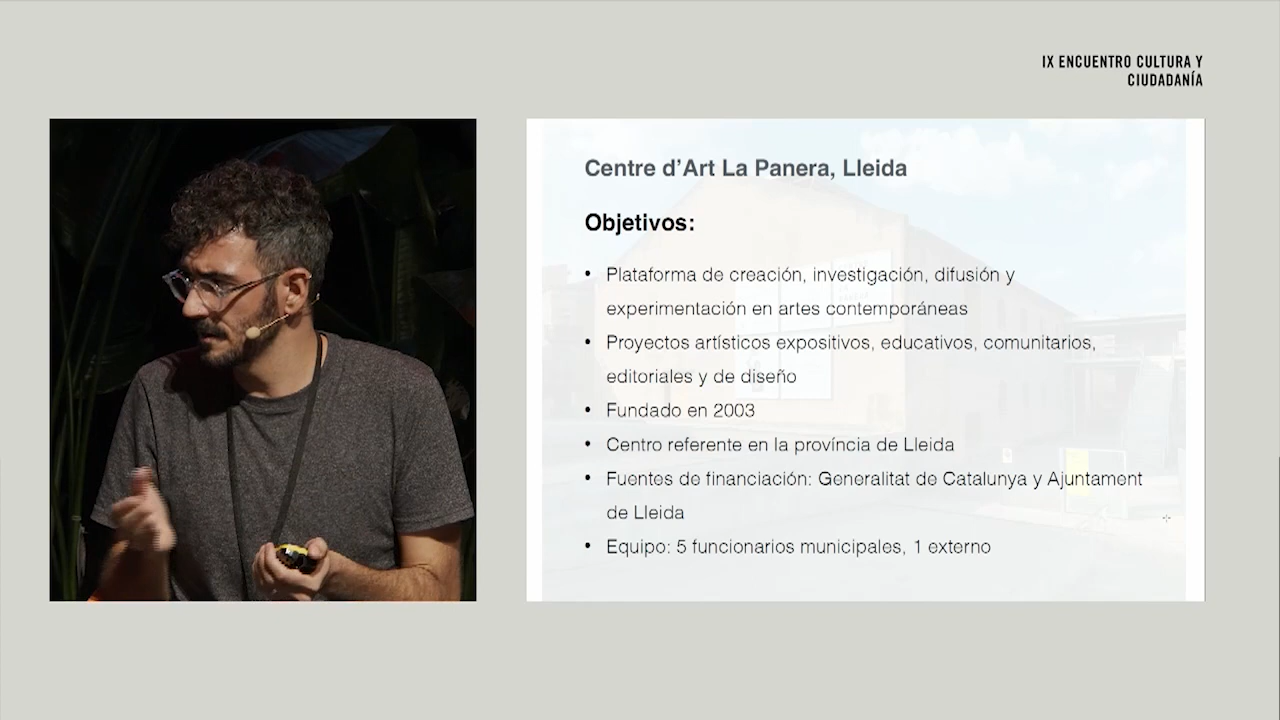 IX ENCUENTRO CULTURA Y
CIUDADANÍA
Centre d’Art La Panera, Lleida
Objetivos:
• Plataforma de creación, investigación, difusión y
experimentación en artes contemporáneas
• Proyectos artísticos expositivos, educativos, comunitarios,
editoriales y de diseño
• Fundado en 2003
• Centro referente en la província de Lleida
• Fuentes de financiación: Generalitat de Catalunya y Ajuntament
de Lleida
• Equipo: 5 funcionarios municipales, 1 externo